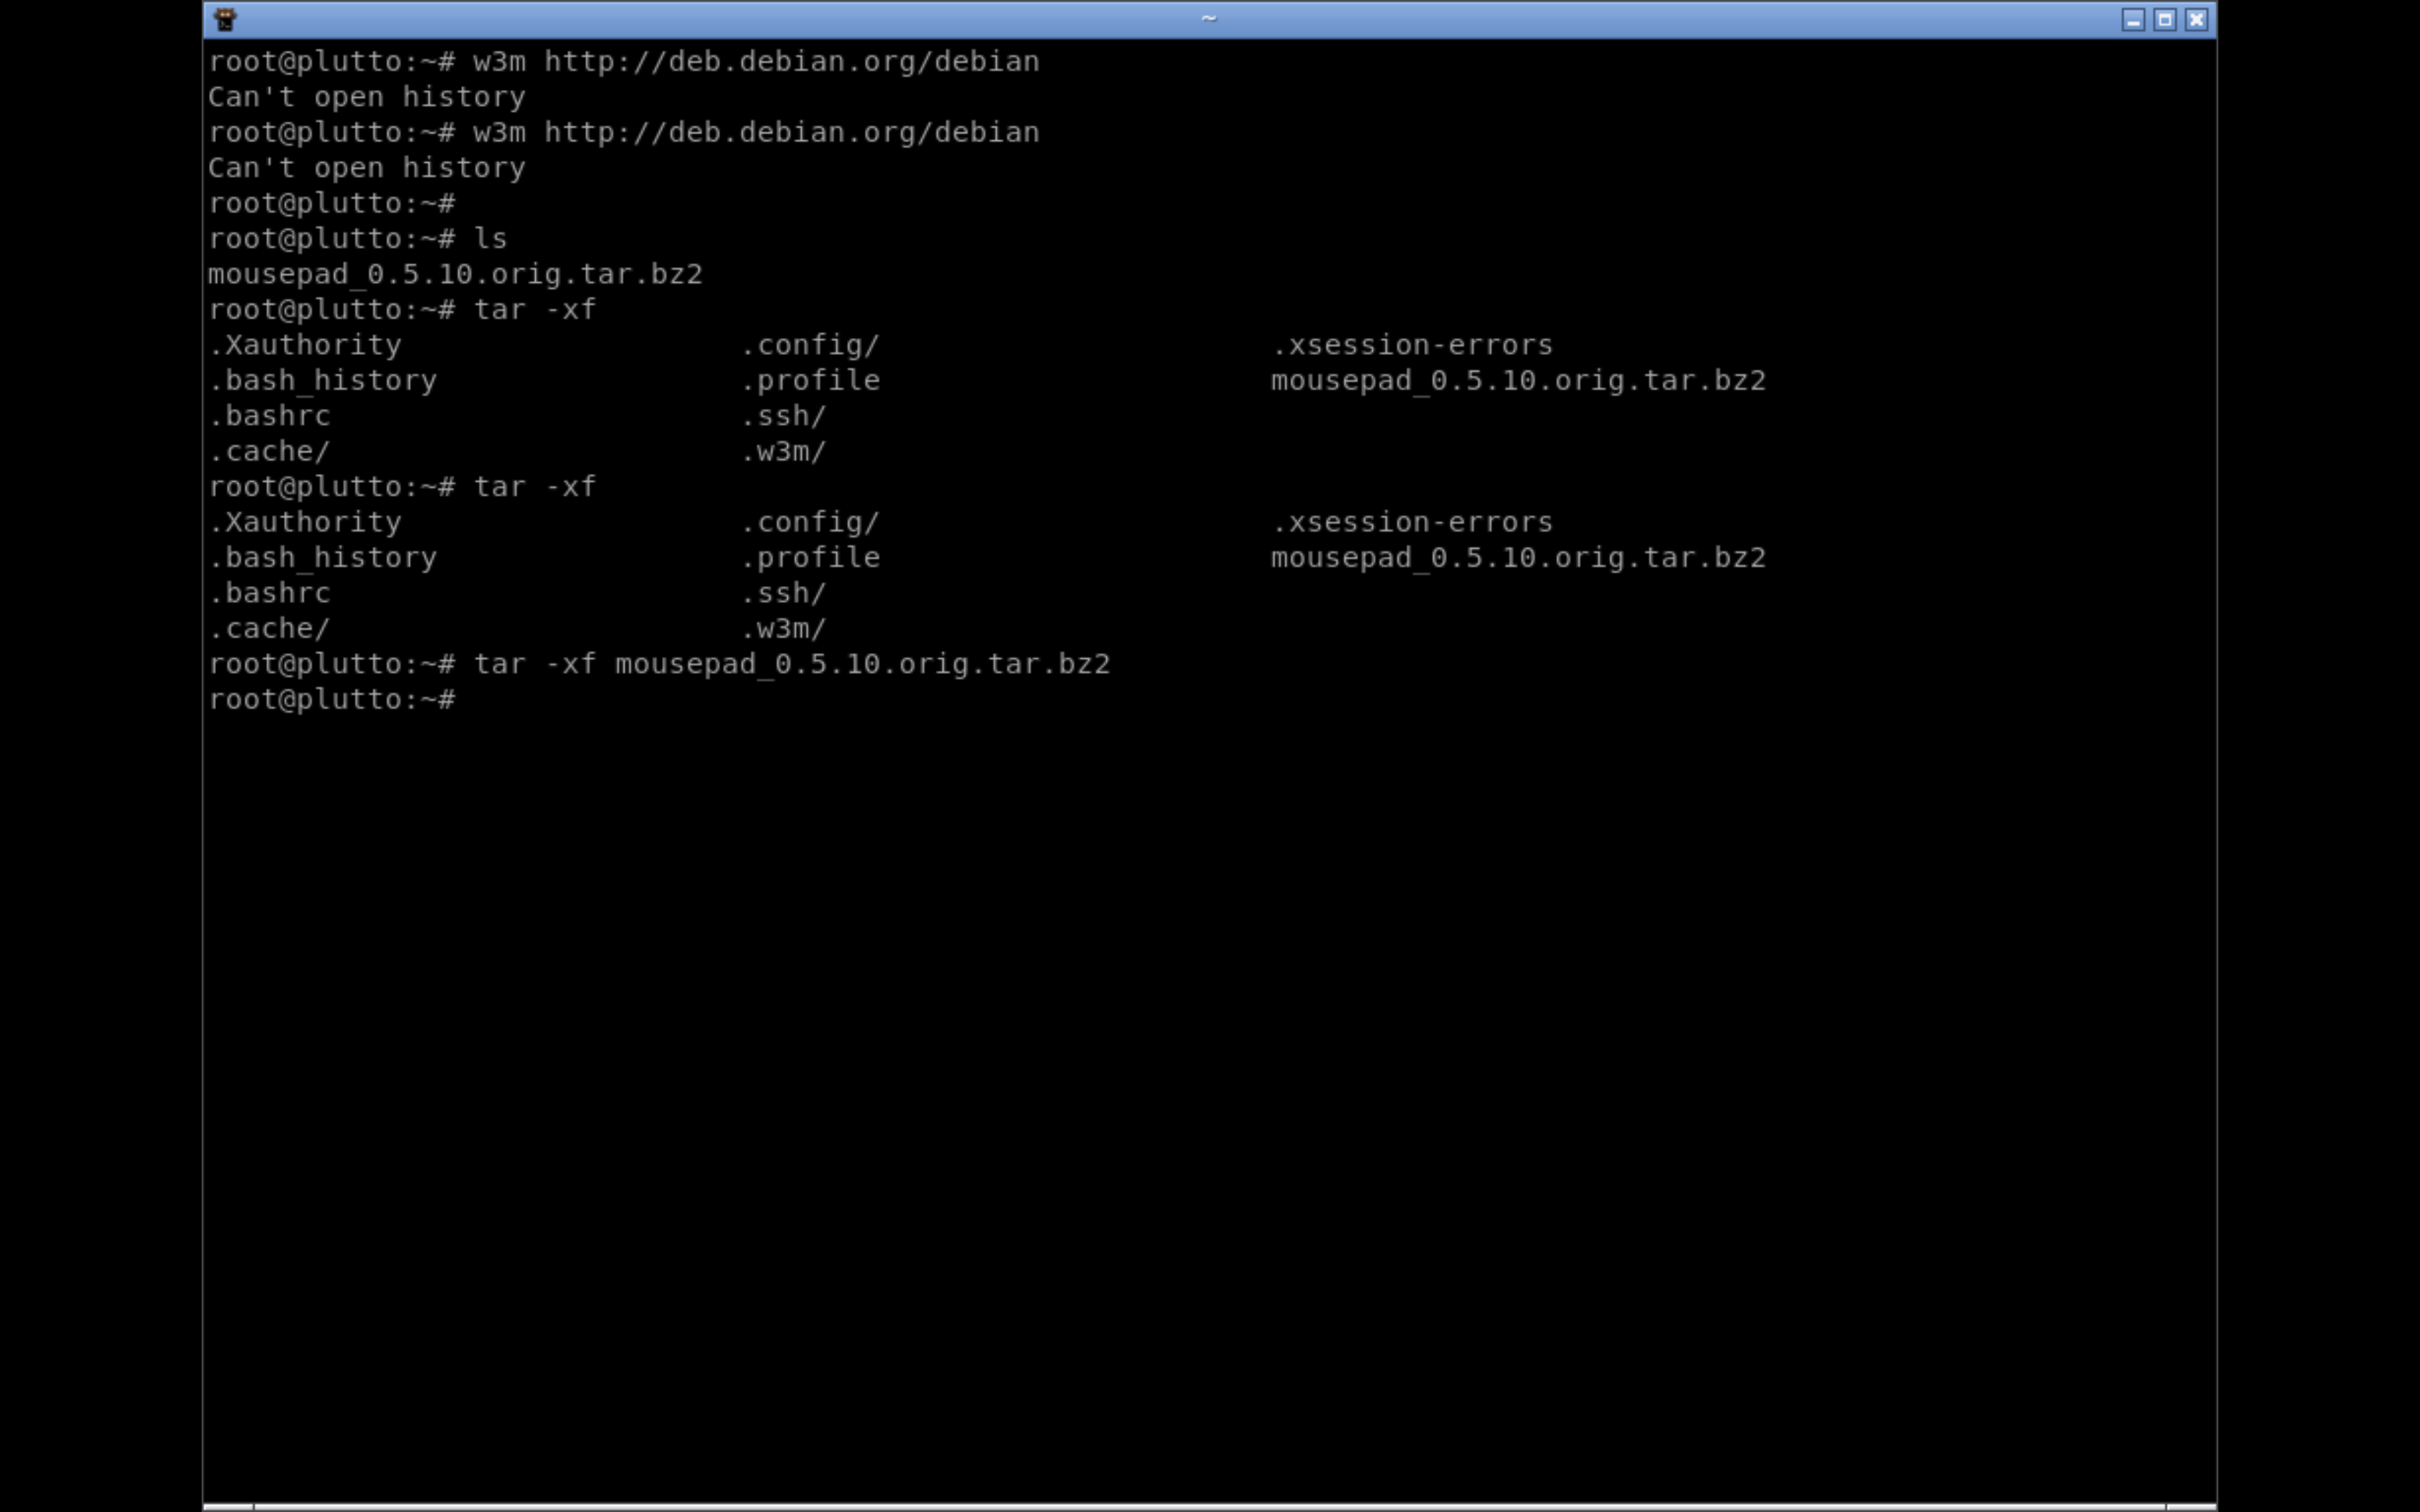 ~
root@plutto:~# w3m http://deb.debian.org/debian
Can't open history
root@plutto:~# w3m http://deb.debian.org/debian
Can't open history
root@plutto:~#
root@plutto:~# ls
mousepad_0.5.10.orig.tar.bz2
root@plutto:~# tar -xf
.Xauthority .config/ .xsession-errors
.bash_history .profile mousepad_0.5.10.orig.tar.bz2
.bashrc .ssh/
.cache/ .w3m/
root@plutto:~# tar -xf
.Xauthority .config/ .xsession-errors
.bash_history .profile mousepad_0.5.10.orig.tar.bz2
.bashrc .ssh/
.cache/ .w3m/
root@plutto:~# tar -xf mousepad_0.5.10.orig.tar.bz2
root@plutto:~#